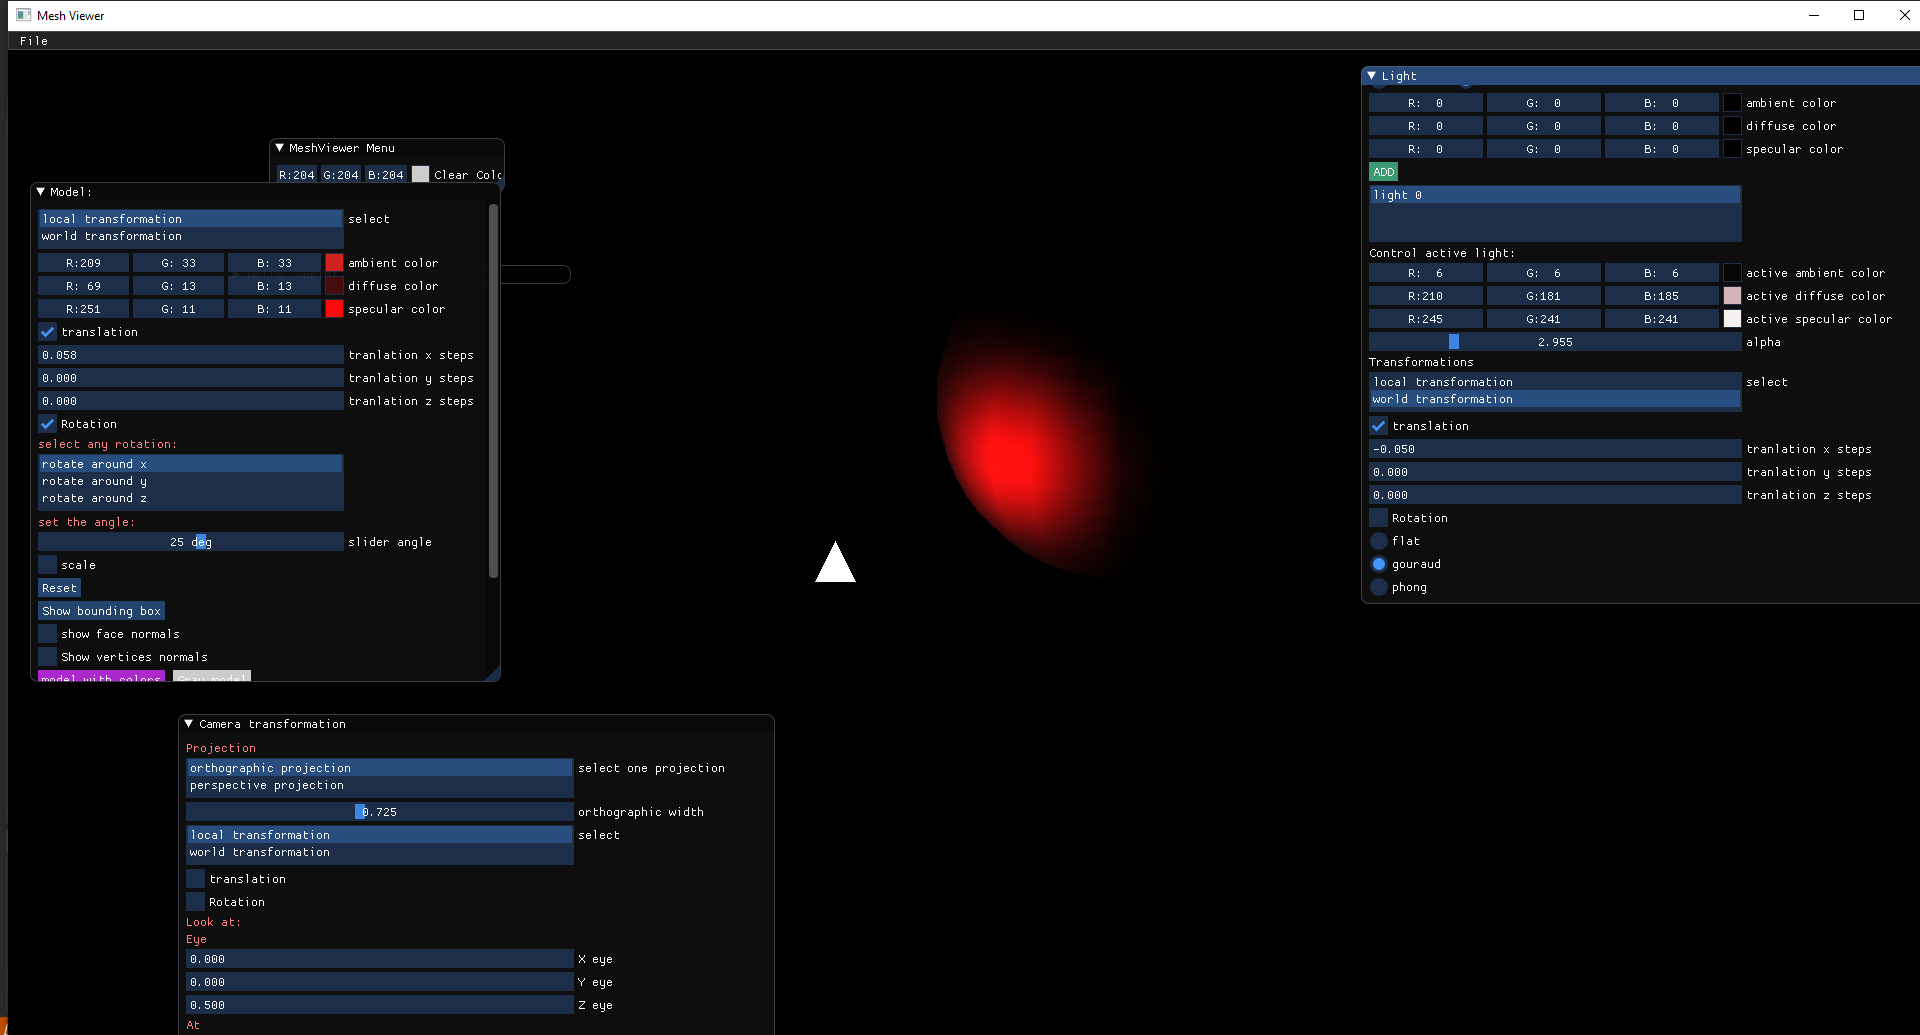 Mesh Viewer
File
MeshViewer Menu
R:204 G:204 B:204 Clear Colo
Model:
local transformation select
world transformation
R:209 G: 33 B: 33 ambient color
R: 69 G: 13 B: 13 diffuse color
R:251 G: 11 B: 11 specular color
translation
0.058 tranlation x steps
0.000 tranlation y steps
0.000 tranlation z steps
Rotation
select any rotation:
rotate around x
rotate around y
rotate around z
set the angle:
25 deg slider angle
scale
Reset
Show bounding box
show face normals
Show vertices normals
model with colors Gray model
Camera transformation
Projection
orthographic projection select one projection
perspective projection
0.725 orthographic width
local transformation select
world transformation
translation
Rotation
Look at:
Eye
0.000 X eye
0.000 Y eye
0.500 Z eye
At
Light
R: 0 G: 0 B: 0 ambient color
R: 0 G: 0 B: 0 diffuse color
R: 0 G: 0 B: 0 specular color
ADD
light 0
Control active light:
R: 6 G: 6 B: 6 active ambient color
R:210 G:181 B:185 active diffuse color
R:245 G:241 B:241 active specular color
2.955 alpha
Transformations
local transformation select
world transformation
translation
-0.050 tranlation x steps
0.000 tranlation y steps
0.000 tranlation z steps
Rotation
flat
gouraud
phong